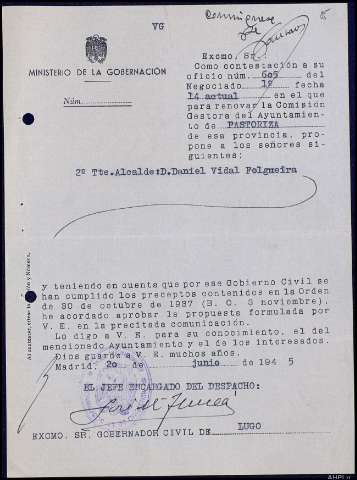 VG
Comuníquese
EXCMO. Sr.:
Como contestación a su
oficio núm. 605 del
Negociado 1º fecha
14 actual en el que
para renovar la Comisión
Gestora del Ayuntamien-
to de PASTORIZA
de esa provincia, propo-
pone a los señores si-
guientes:
MINISTERIO DE LA GOBERNACIÓN
Núm.
2º Tte.Alcalde:D.Daniel Vidal Folgueira
y teniendo en cuenta que por ese Gobierno Civil se
han cumplido los preceptos contenidos en la Orden
de 30 de octubre de 1937 (B. O. 3 noviembre),
he acordado aprobar la propuesta formulada por
V. E. en la precitada comunicación.
Lo digo a V. E. para su conocimiento, el del
mencionado Ayuntamiento y el de los interesados.
Dios guarde a V. E. muchos años.
Madrid, 20 de junio de 1945
EL JEFE ENCARGADO DEL DESPACHO:
EXCMO. SR. GOBERNADOR CIVIL DE LUGO